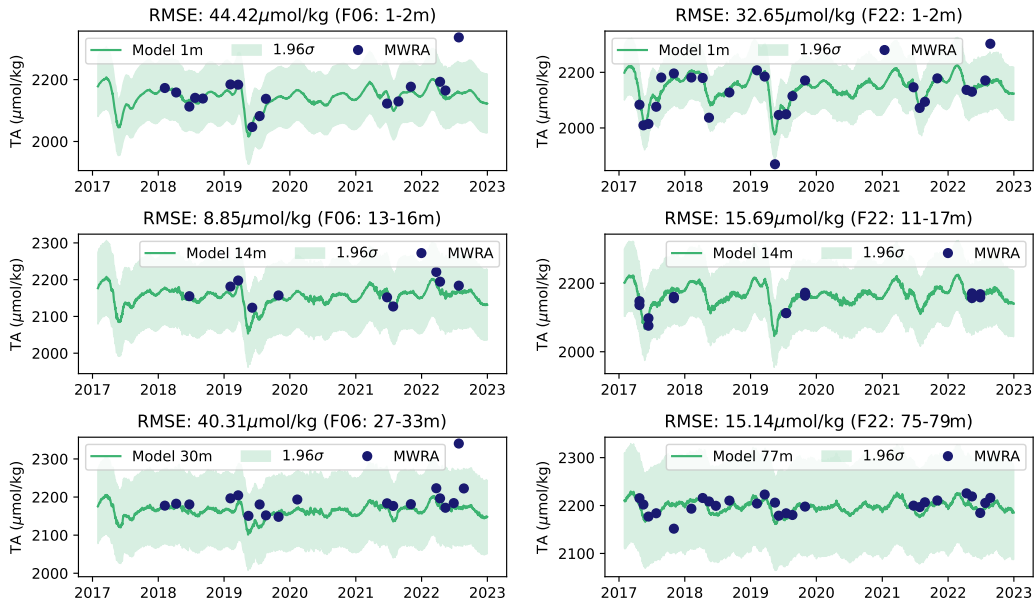 RMSE: 44.42μmol/kg (F06: 1-2m)
Model 1m 1.96σ MWRA
TA (μmol/kg)
2200
2000
2017 2018 2019 2020 2021 2022 2023
RMSE: 32.65μmol/kg (F22: 1-2m)
Model 1m 1.96σ MWRA
TA (μmol/kg)
2200
2000
2017 2018 2019 2020 2021 2022 2023
RMSE: 8.85μmol/kg (F06: 13-16m)
Model 14m 1.96σ MWRA
TA (μmol/kg)
2300
2200
2100
2000
2017 2018 2019 2020 2021 2022 2023
RMSE: 15.69μmol/kg (F22: 11-17m)
Model 14m 1.96σ MWRA
TA (μmol/kg)
2200
2000
2017 2018 2019 2020 2021 2022 2023
RMSE: 40.31μmol/kg (F06: 27-33m)
Model 30m 1.96σ MWRA
TA (μmol/kg)
2300
2200
2100
2000
2017 2018 2019 2020 2021 2022 2023
RMSE: 15.14μmol/kg (F22: 75-79m)
Model 77m 1.96σ MWRA
TA (μmol/kg)
2300
2200
2100
2017 2018 2019 2020 2021 2022 2023